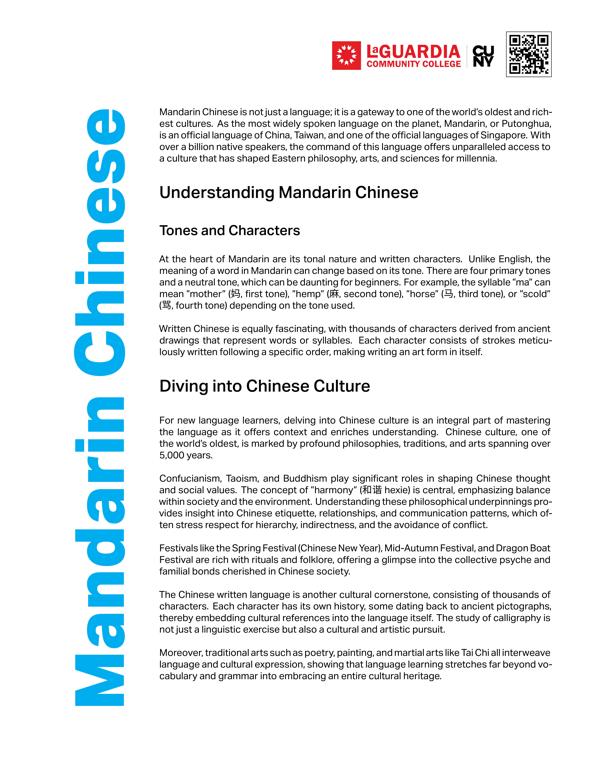 LAGUARDIA
COMMUNITY COLLEGE
CU
NY
Mandarin Chinese
Mandarin Chinese is not just a language; it is a gateway to one of the world's oldest and rich-
est cultures. As the most widely spoken language on the planet, Mandarin, or Putonghua,
is an official language of China, Taiwan, and one of the official languages of Singapore. With
over a billion native speakers, the command of this language offers unparalleled access to
a culture that has shaped Eastern philosophy, arts, and sciences for millennia.
Understanding Mandarin Chinese
Tones and Characters
At the heart of Mandarin are its tonal nature and written characters. Unlike English, the
meaning of a word in Mandarin can change based on its tone. There are four primary tones
and a neutral tone, which can be daunting for beginners. For example, the syllable "ma" can
mean "mother" (妈, first tone), "hemp" (麻, second tone), "horse" (马, third tone), or "scold"
(骂, fourth tone) depending on the tone used.
Written Chinese is equally fascinating, with thousands of characters derived from ancient
drawings that represent words or syllables. Each character consists of strokes meticu-
lously written following a specific order, making writing an art form in itself.
Diving into Chinese Culture
For new language learners, delving into Chinese culture is an integral part of mastering
the language as it offers context and enriches understanding. Chinese culture, one of
the world's oldest, is marked by profound philosophies, traditions, and arts spanning over
5,000 years.
Confucianism, Taoism, and Buddhism play significant roles in shaping Chinese thought
and social values. The concept of "harmony" (和谐 hexie) is central, emphasizing balance
within society and the environment. Understanding these philosophical underpinnings pro-
vides insight into Chinese etiquette, relationships, and communication patterns, which of-
ten stress respect for hierarchy, indirectness, and the avoidance of conflict.
Festivals like the Spring Festival (Chinese New Year), Mid-Autumn Festival, and Dragon Boat
Festival are rich with rituals and folklore, offering a glimpse into the collective psyche and
familial bonds cherished in Chinese society.
The Chinese written language is another cultural cornerstone, consisting of thousands of
characters. Each character has its own history, some dating back to ancient pictographs,
thereby embedding cultural references into the language itself. The study of calligraphy is
not just a linguistic exercise but also a cultural and artistic pursuit.
Moreover, traditional arts such as poetry, painting, and martial arts like Tai Chi all interweave
language and cultural expression, showing that language learning stretches far beyond vo-
cabulary and grammar into embracing an entire cultural heritage.